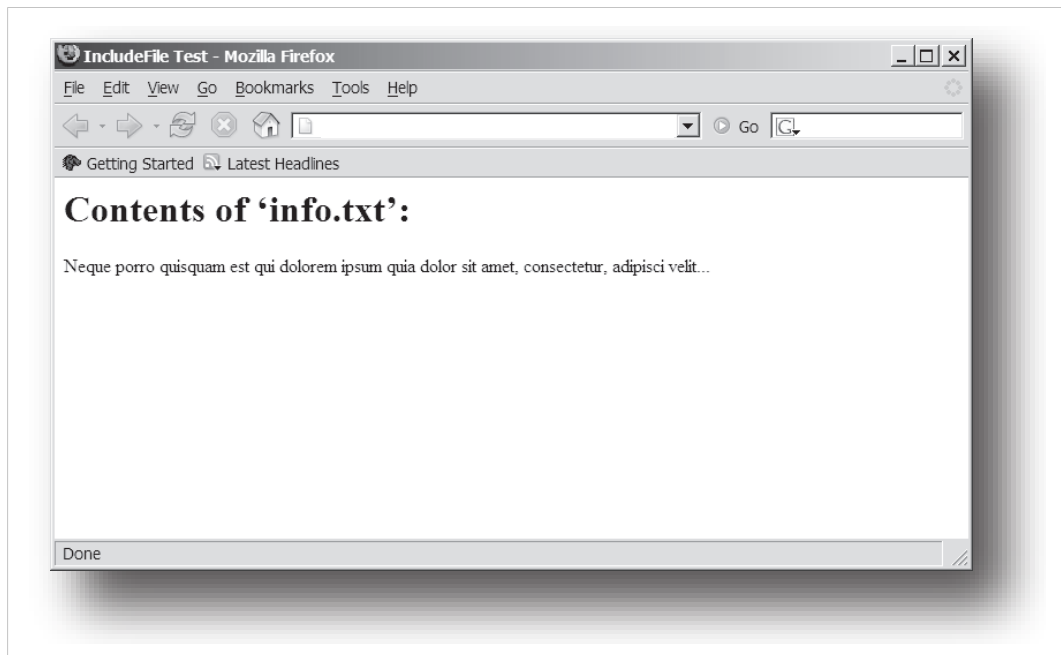 IncludeFile Test - Mozilla Firefox
File Edit View Go Bookmarks Tools Help
Go G
Getting Started Latest Headlines
Contents of ‘info.txt’:
Neque porro quisquam est qui dolorem ipsum quia dolor sit amet, consectetur, adipisci velit...
Done